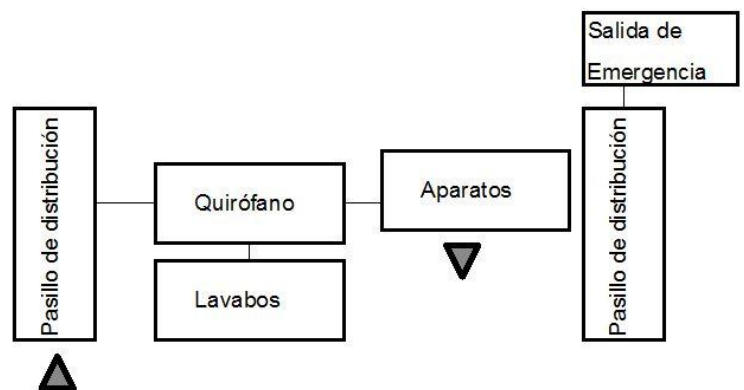 Salida de
Emergencia
Pasillo de distribución
Quirófano
Aparatos
Pasillo de distribución
Lavabos